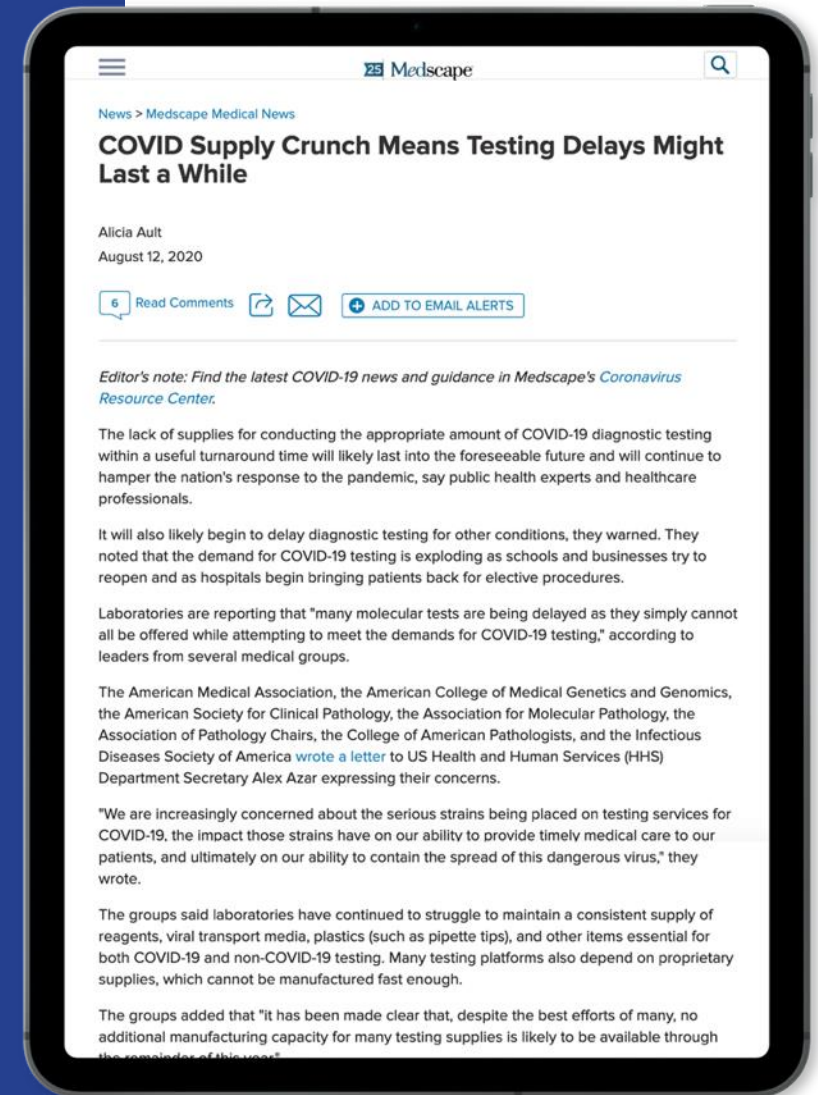 25 Medscape
News > Medscape Medical News
COVID Supply Crunch Means Testing Delays Might
Last a While
Alicia Ault
August 12, 2020
6 Read Comments ADD TO EMAIL ALERTS
Editor's note: Find the latest COVID-19 news and guidance in Medscape's Coronavirus
Resource Center.
The lack of supplies for conducting the appropriate amount of COVID-19 diagnostic testing
within a useful turnaround time will likely last into the foreseeable future and will continue to
hamper the nation's response to the pandemic, say public health experts and healthcare
professionals.
It will also likely begin to delay diagnostic testing for other conditions, they warned. They
noted that the demand for COVID-19 testing is exploding as schools and businesses try to
reopen and as hospitals begin bringing patients back for elective procedures.
Laboratories are reporting that "many molecular tests are being delayed as they simply cannot
all be offered while attempting to meet the demands for COVID-19 testing," according to
leaders from several medical groups.
The American Medical Association, the American College of Medical Genetics and Genomics,
the American Society for Clinical Pathology, the Association for Molecular Pathology, the
Association of Pathology Chairs, the College of American Pathologists, and the Infectious
Diseases Society of America wrote a letter to US Health and Human Services (HHS)
Department Secretary Alex Azar expressing their concerns.
"We are increasingly concerned about the serious strains being placed on testing services for
COVID-19, the impact those strains have on our ability to provide timely medical care to our
patients, and ultimately on our ability to contain the spread of this dangerous virus," they
wrote.
The groups said laboratories have continued to struggle to maintain a consistent supply of
reagents, viral transport media, plastics (such as pipette tips), and other items essential for
both COVID-19 and non-COVID-19 testing. Many testing platforms also depend on proprietary
supplies, which cannot be manufactured fast enough.
The groups added that "it has been made clear that, despite the best efforts of many, no
additional manufacturing capacity for many testing supplies is likely to be available through
the remainder of this year"